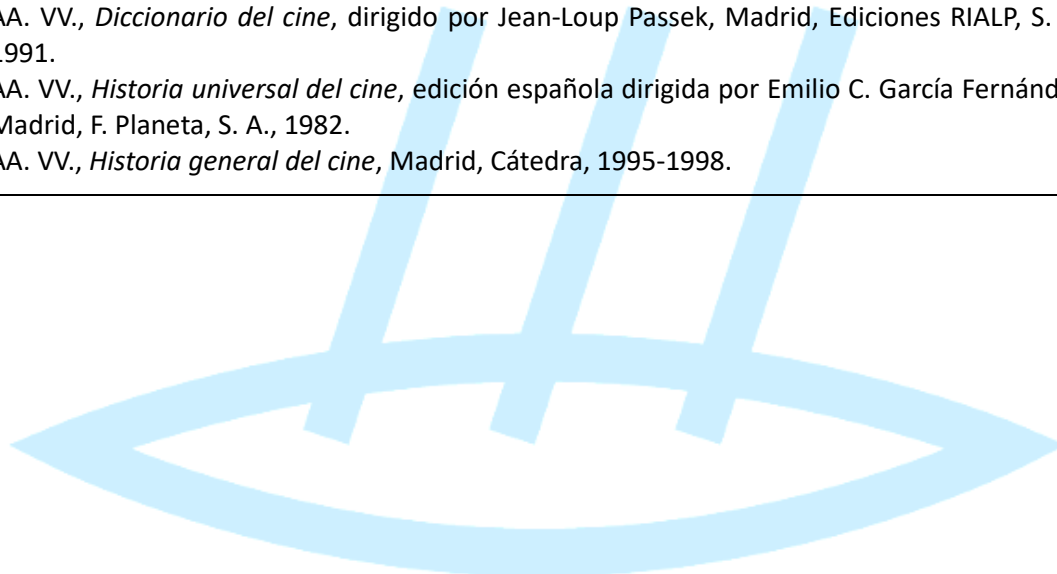 AA. VV., Diccionario del cine, dirigido por Jean-Loup Passek, Madrid, Ediciones RIALP, S.
1991.
AA. VV., Historia universal del cine, edición española dirigida por Emilio C. García Fernánd
Madrid, F. Planeta, S. A., 1982.
AA. VV., Historia general del cine, Madrid, Cátedra, 1995-1998.